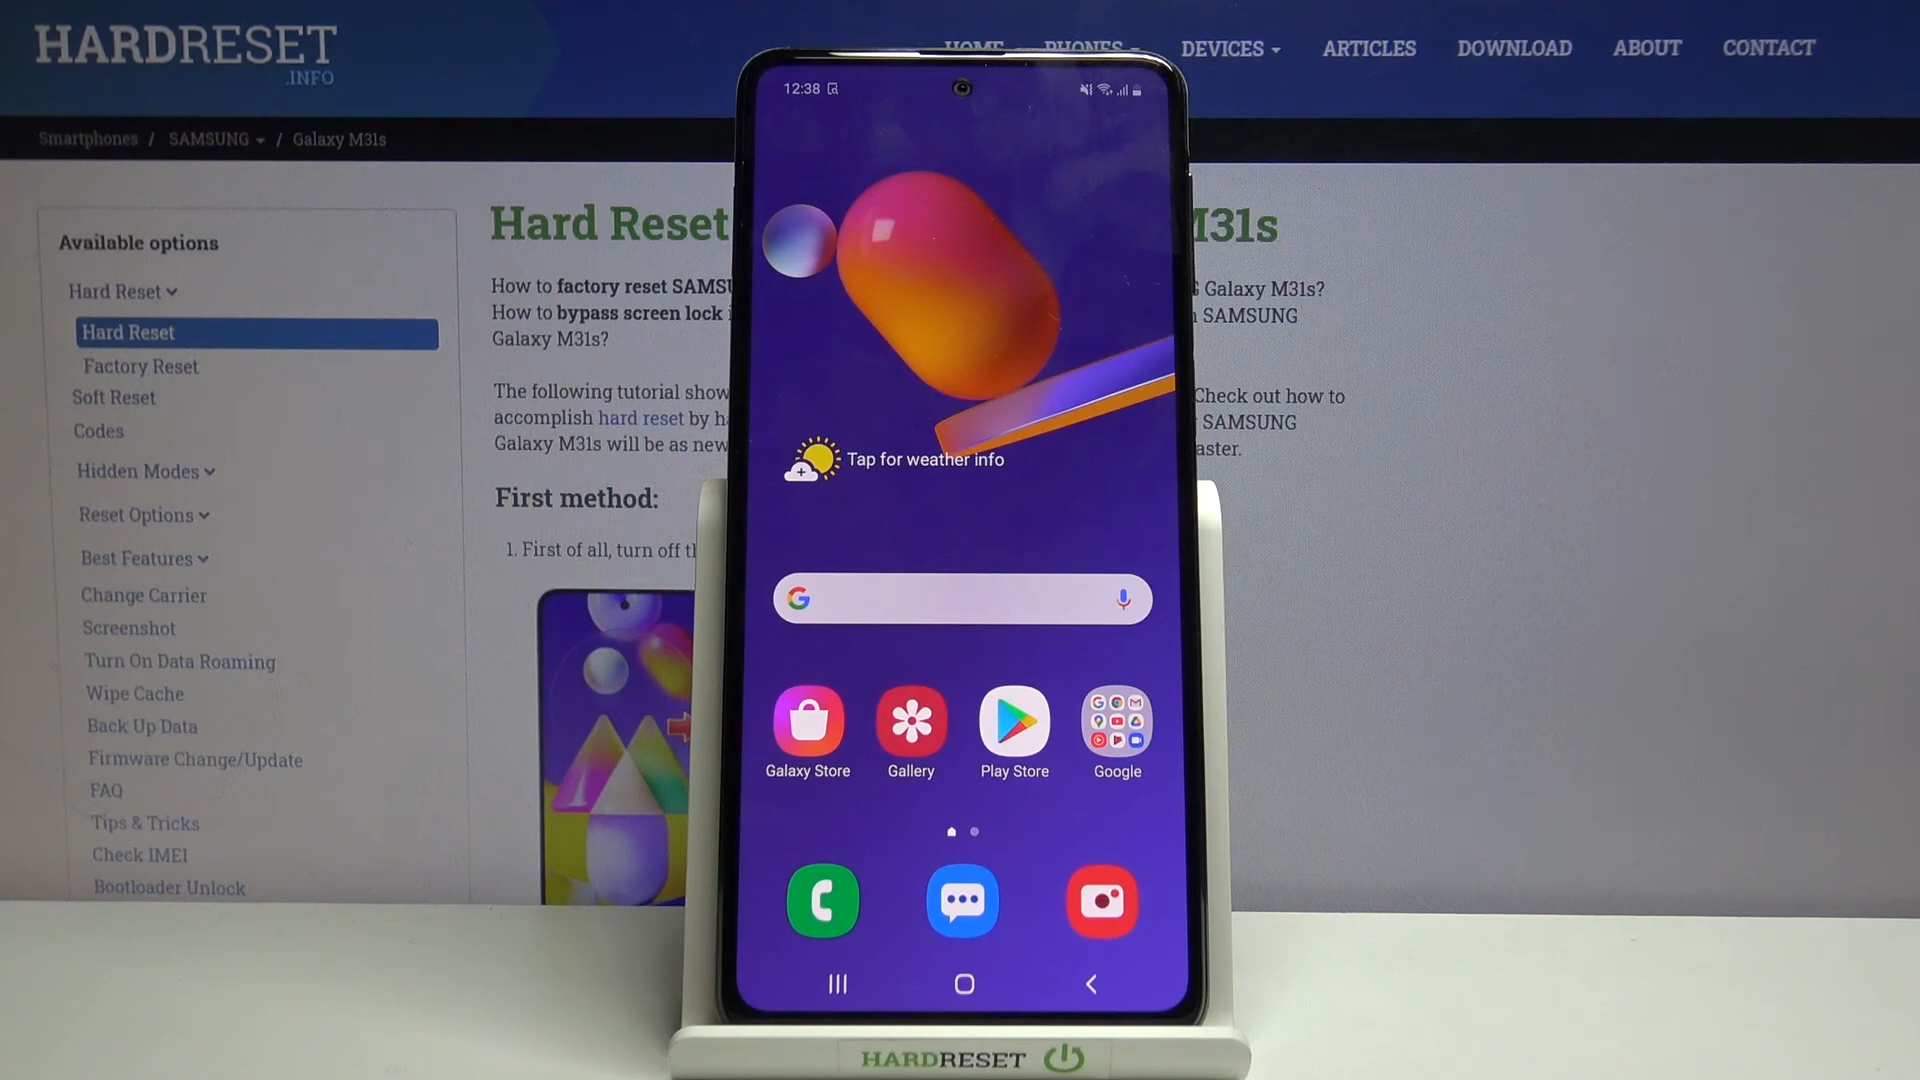 HARDRESET
.INFO
HOME PHONES DEVICES ARTICLES DOWNLOAD ABOUT CONTACT
Smartphones / SAMSUNG / Galaxy M31s
Available options
Hard Reset
Hard Reset
Factory Reset
Soft Reset
Codes
Hidden Modes
Reset Options
Best Features
Change Carrier
Screenshot
Turn On Data Roaming
Wipe Cache
Back Up Data
Firmware Change/Update
FAQ
Tips & Tricks
Check IMEI
Bootloader Unlock
Hard Reset M31s
How to factory reset SAMSU Galaxy M31s?
How to bypass screen lock SAMSUNG
Galaxy M31s?
The following tutorial show Check out how to
accomplish hard reset by h SAMSUNG
Galaxy M31s will be as new aster.
First method:
1. First of all, turn off th
12:38
Tap for weather info
Galaxy Store Gallery Play Store Google
HARDRESET